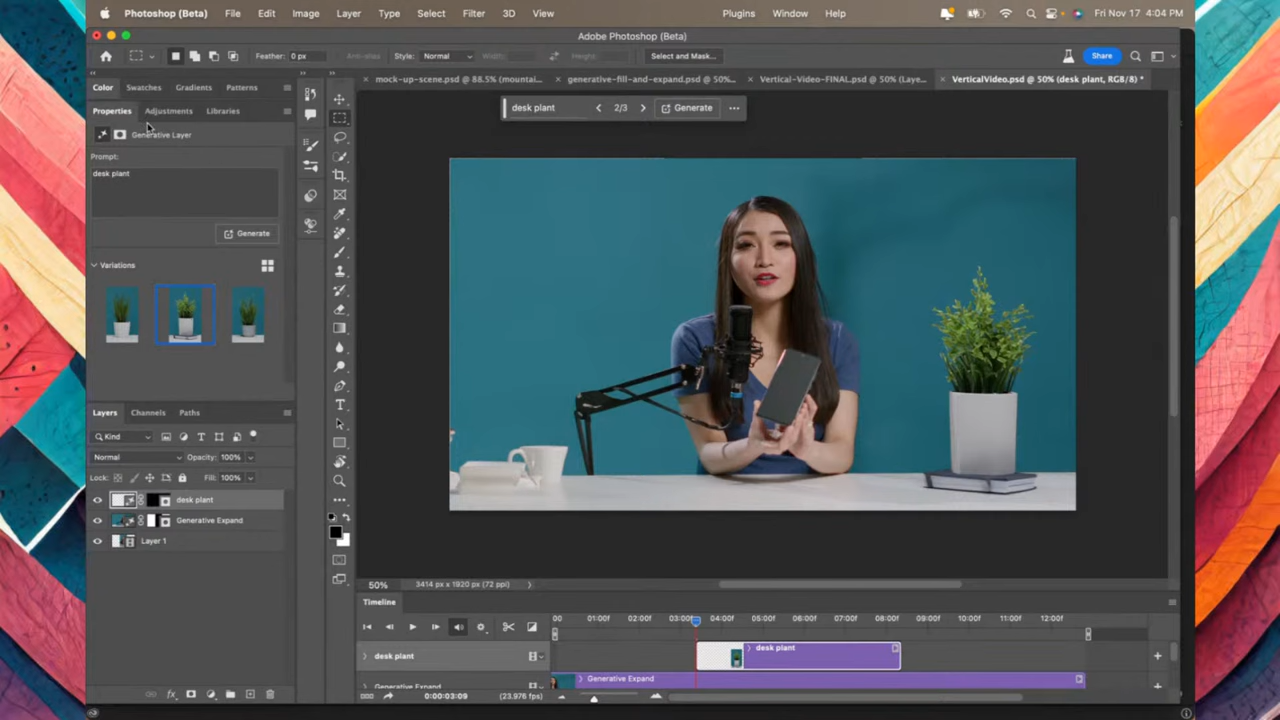 Photoshop (Beta) File Edit Image Layer Type Select Filter 3D View Plugins Window Help Fri Nov 17 4:04 PM
Adobe Photoshop (Beta)
Feather: 0 px Anti-alias Style: Normal Width: Height: Select and Mask... Share
mock-up-scene.psd @ 88.5% (mountai... generative-fill-and-expand.psd @ 50%... Vertical-Video-FINAL.psd @ 50% (Laye... VerticalVideo.psd @ 50% (desk plant, RGB/8) *
Color Swatches Gradients Patterns
desk plant 2/3 Generate
Properties Adjustments Libraries
Generative Layer
Prompt:
desk plant
Generate
Variations
Layers Channels Paths
Kind
Normal Opacity: 100%
Lock: Fill: 100%
desk plant
Generative Expand
Layer 1
50% 3414 px x 1920 px (72 ppi)
Timeline
00 01:00f 02:00f 03:00f 04:00f 05:00f 06:00f 07:00f 08:00f 09:00f 10:00f 11:00f 12:00f
desk plant desk plant
Generative Expand Generative Expand
0:00:03:09 (23.976 fps)